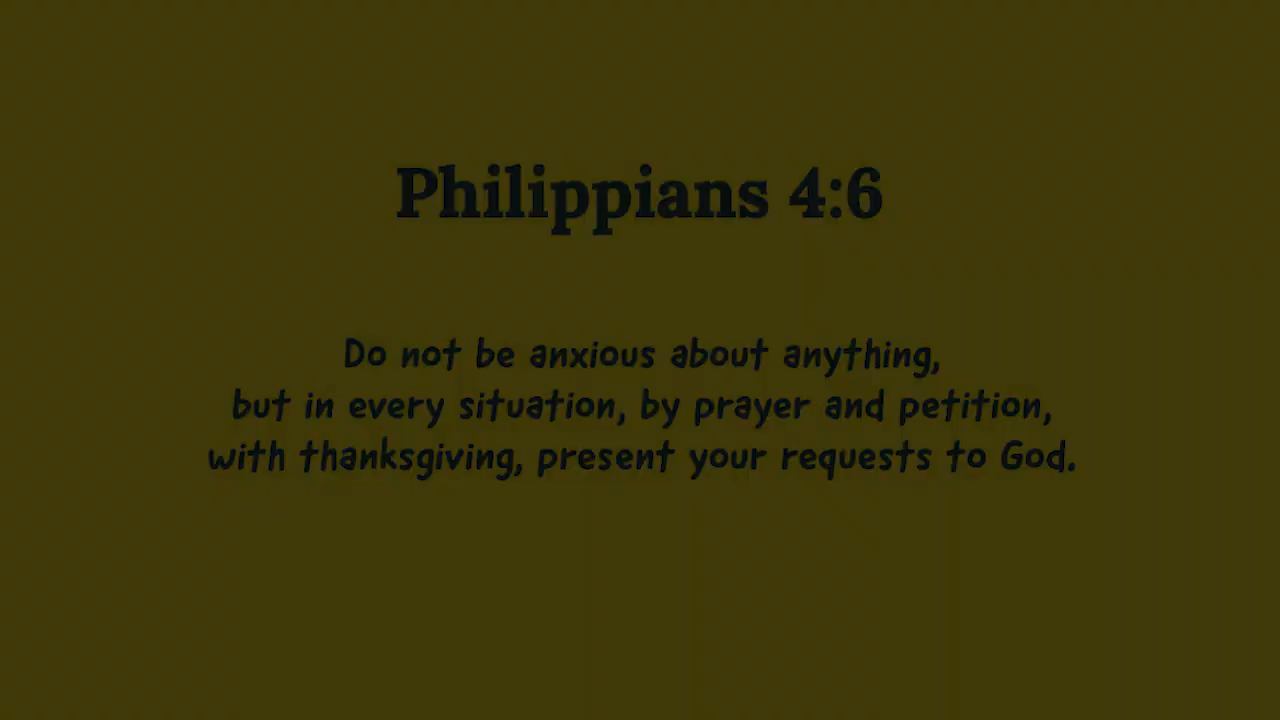 Philippians 4:6
Do not be anxious about anything,
but in every situation, by prayer and petition,
with thanksgiving, present your requests to God.